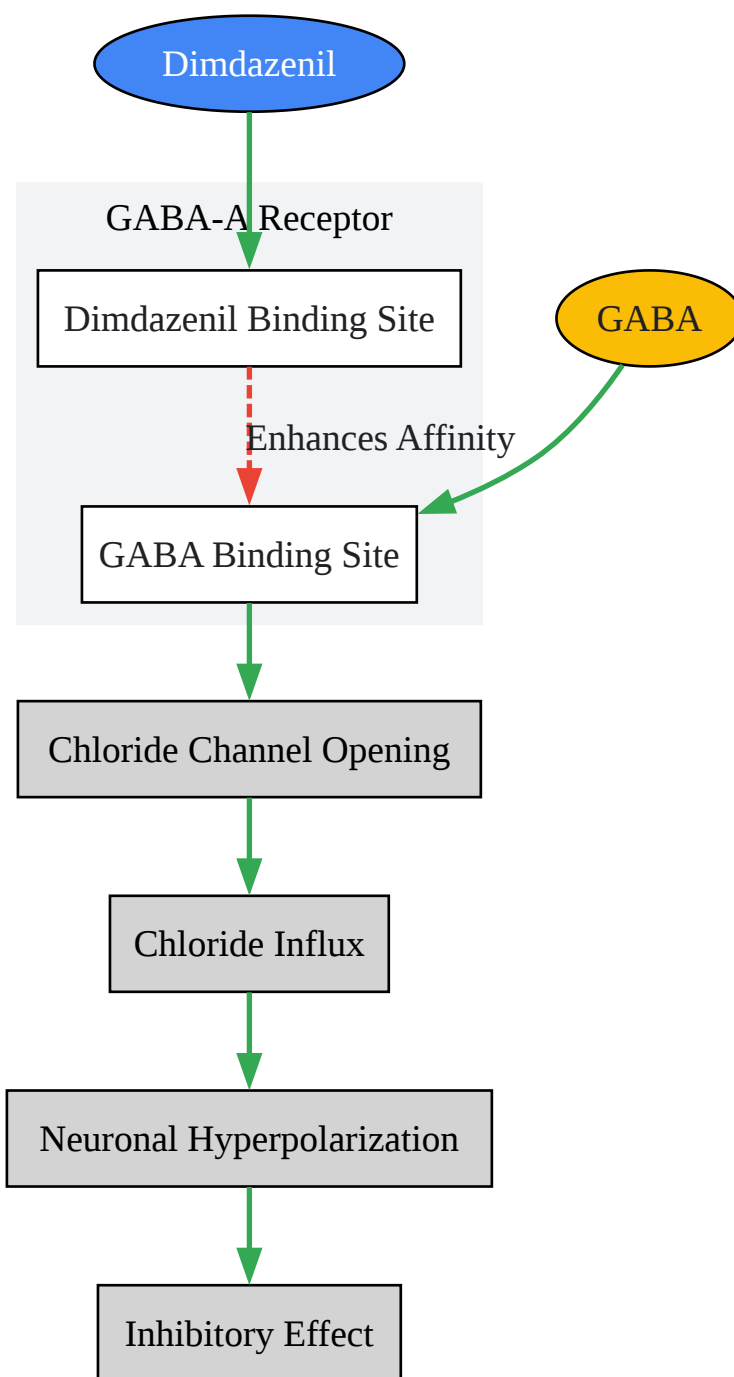 Dimdazenil
GABA-A Receptor
Dimdazenil Binding Site
GABA
Enhances Affinity
GABA Binding Site
Chloride Channel Opening
Chloride Influx
Neuronal Hyperpolarization
Inhibitory Effect